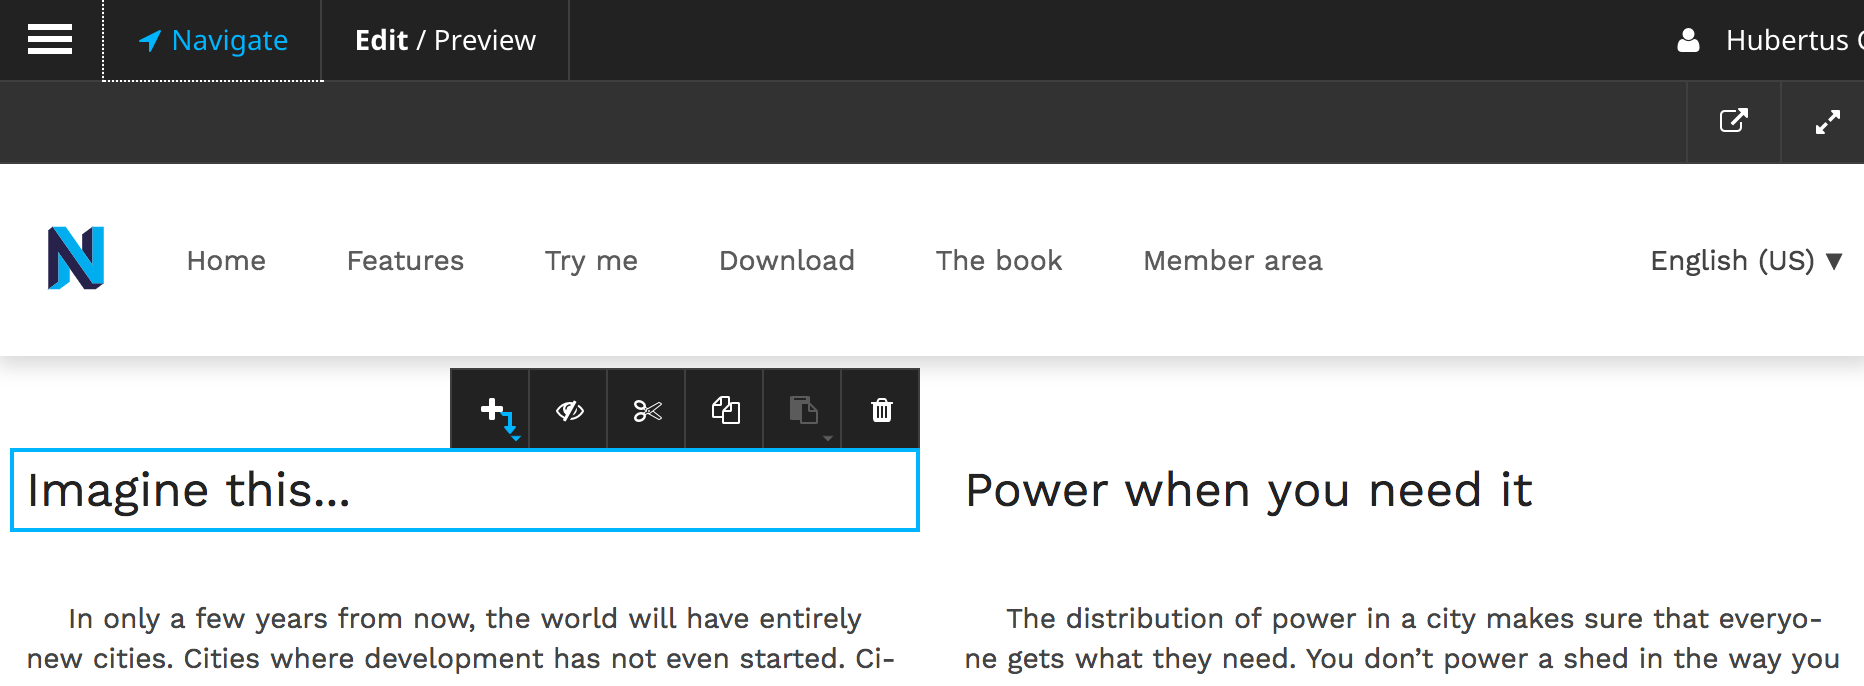 Navigate
Edit / Preview
Hubertus
Home
Features
Try me
Download
The book
Member area
English (US) ▼
Imagine this...
In only a few years from now, the world will have entirely
new cities. Cities where development has not even started. Ci-
Power when you need it
The distribution of power in a city makes sure that everyo-
ne gets what they need. You don’t power a shed in the way you